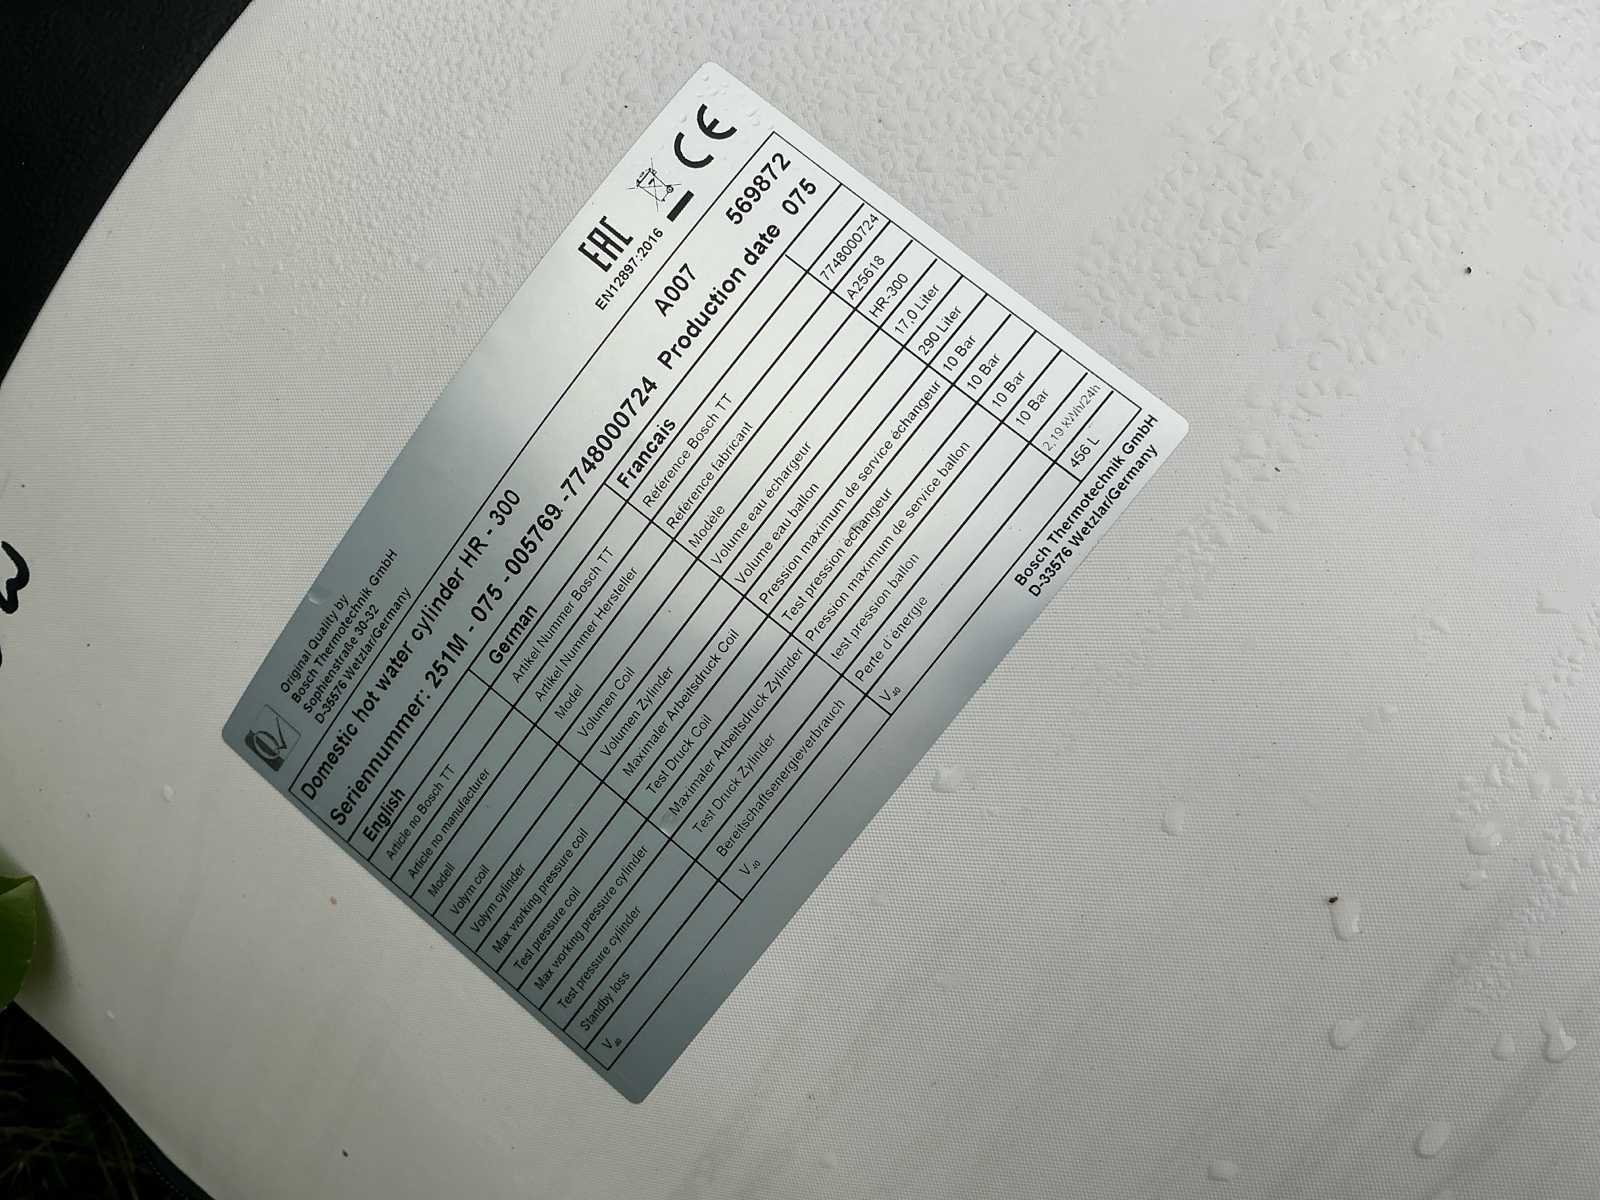 Original Quality by
Bosch Thermotechnik GmbH
Sophienstraße 30-32
D-35576 Wetzlar/Germany
EAC
CE
EN12897:2016
Domestic hot water cylinder HR - 300 A007 569872
Seriennummer: 251M - 075 - 005769 -7748000724 Production date 075
English German Francais
Article no Bosch TT Artikel Nummer Bosch TT Référence Bosch TT 7748000724
Article no manufacturer Artikel Nummer Hersteller Référence fabricant A25618
Modell Model Modèle HR-300
Volym coil Volumen Coil Volume eau échargeur 17,0 Liter
Volym cylinder Volumen Zylinder Volume eau ballon 290 Liter
Max working pressure coil Maximaler Arbeitsdruck Coil Pression maximum de service échangeur 10 Bar
Test pressure coil Test Druck Coil Test pression échangeur 10 Bar
Max working pressure cylinder Maximaler Arbeitsdruck Zylinder Pression maximum de service ballon 10 Bar
Test pressure cylinder Test Druck Zylinder test pression ballon 10 Bar
Standby loss Bereitschaftsenergieverbrauch Perte d´énergie 2,19 kWh/24h
V40 V40 V40 456 L
Bosch Thermotechnik GmbH
D-33576 Wetzlar/Germany